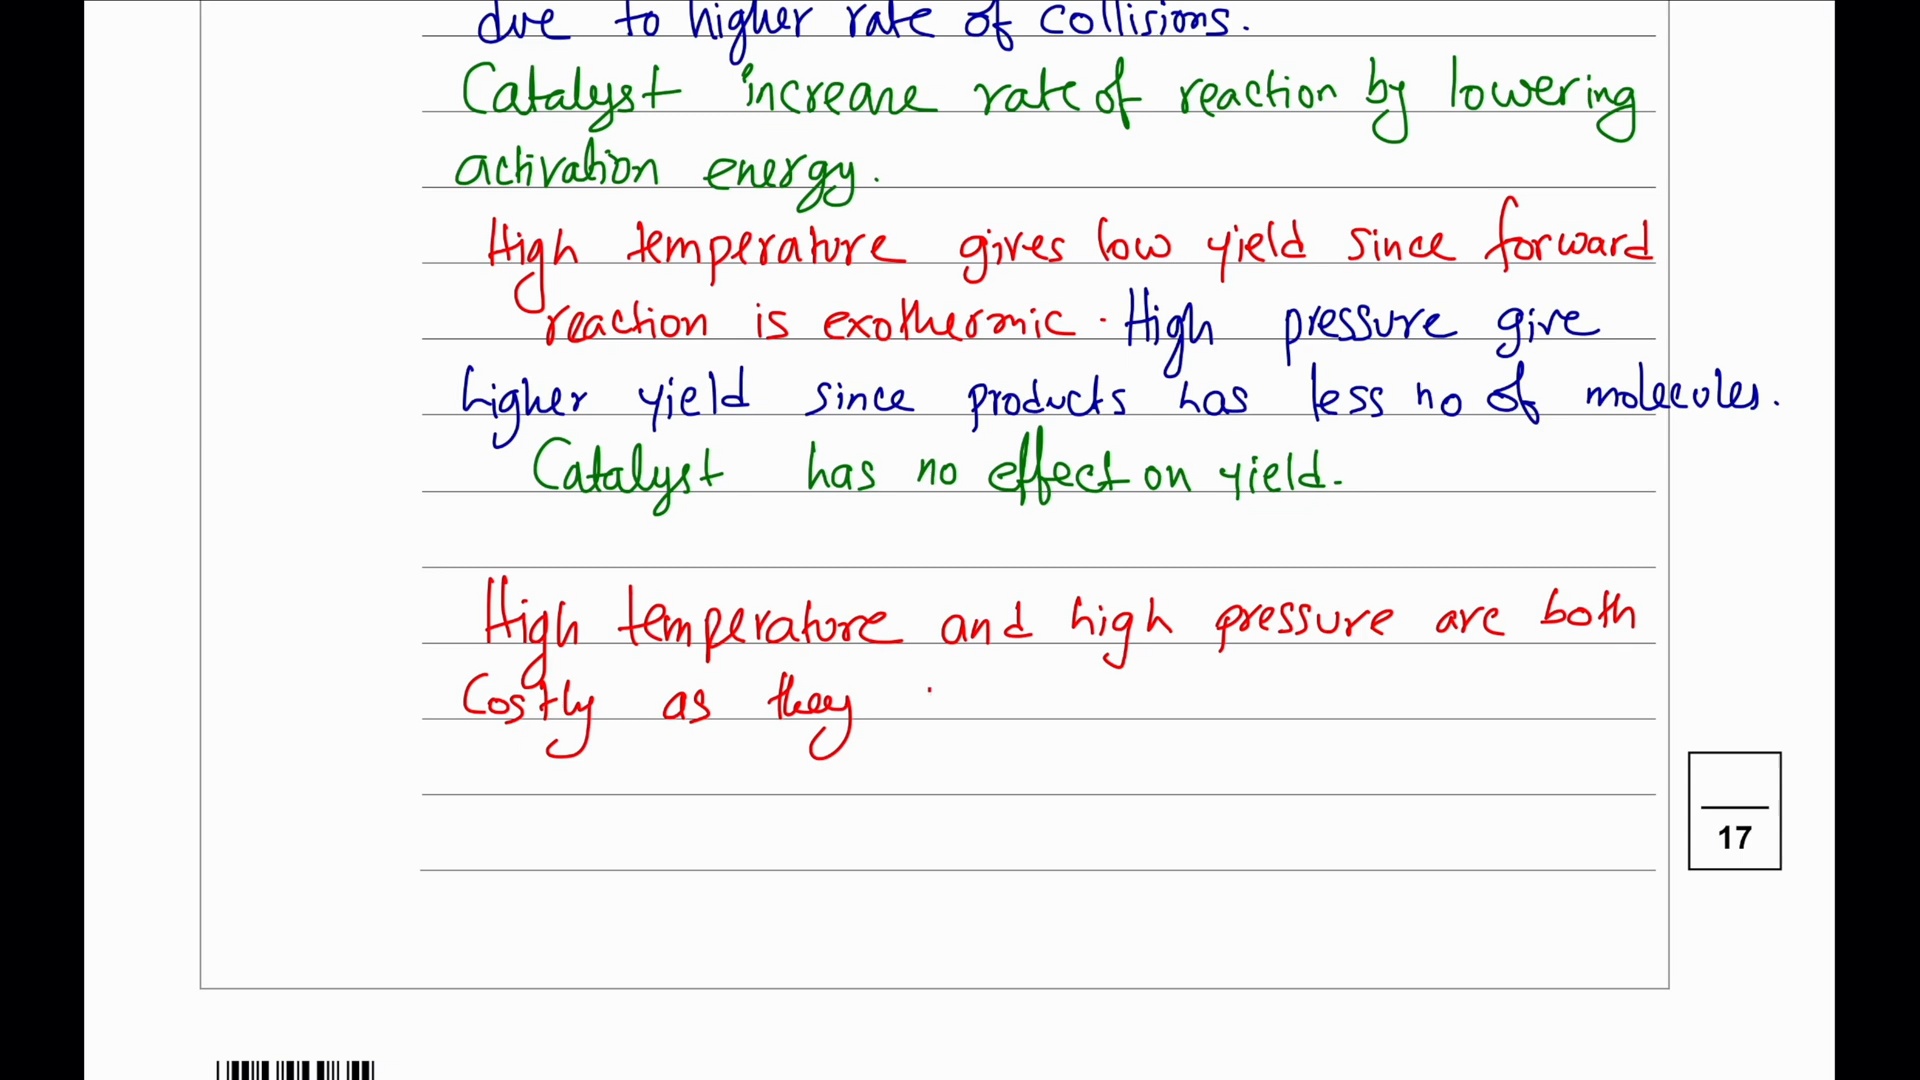 due to higher rate of collisions.
Catalyst increase rate of reaction by lowering
activation energy.
High temperature gives low yield since forward
reaction is exothermic. High pressure give
higher yield since products has less no of molecules.
Catalyst has no effect on yield.
High temperature and high pressure are both
Costly as they
17